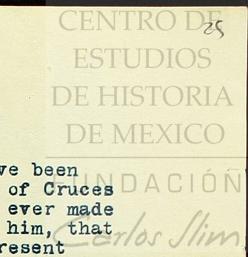 CENTRO DE
25
ESTUDIOS
DE HISTORIA
DE MEXICO
ve been
FUNDACIÓN
of Cruces
ever made
him, that
Carlos Slim
resent